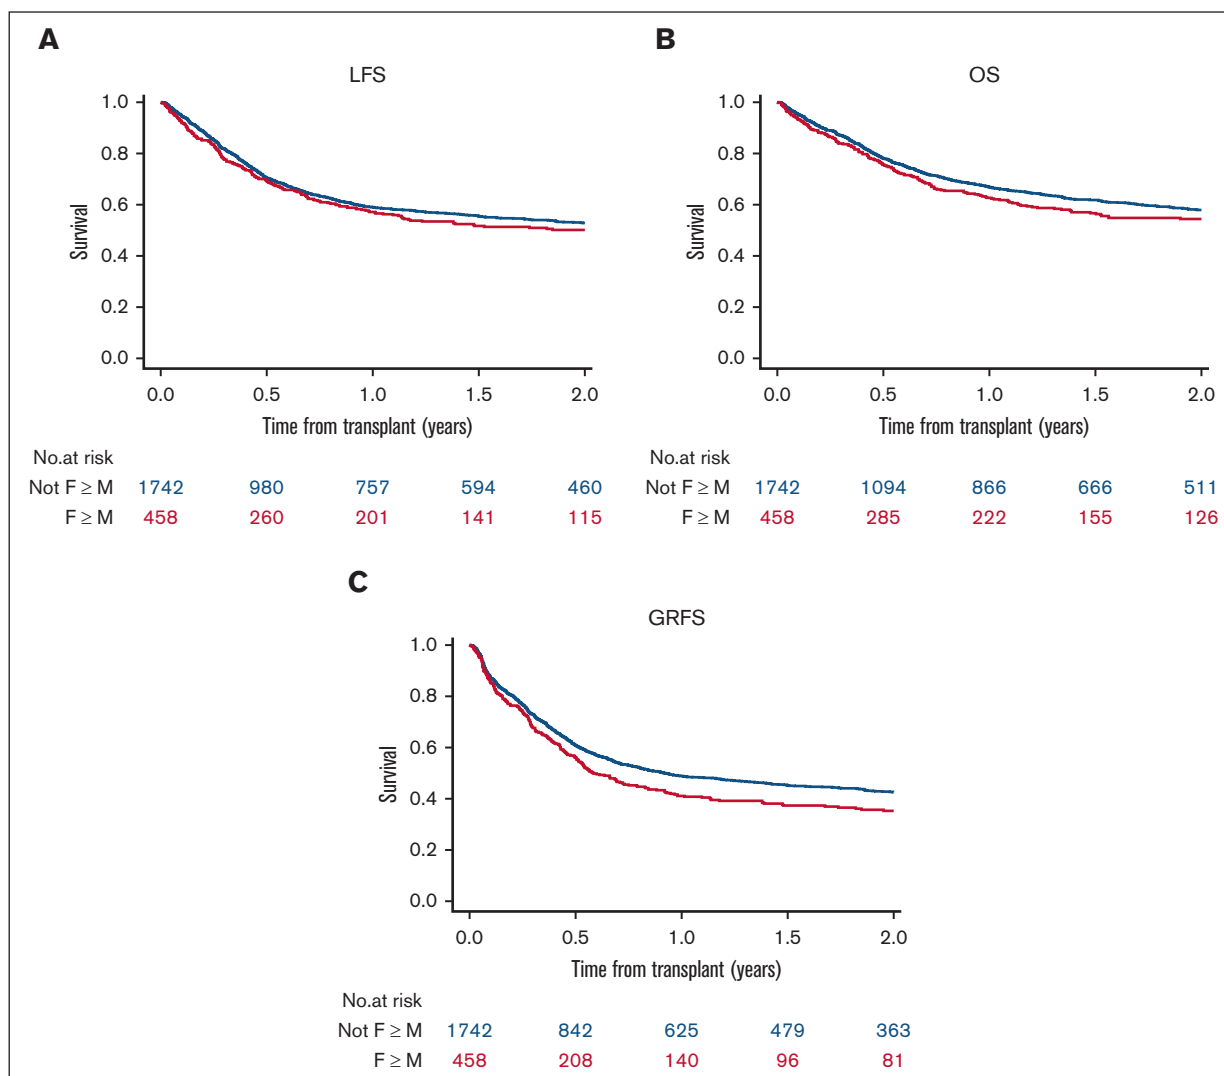 A
LFS
1.0
0.8
0.6
0.4
0.2
0.0
Survival
0.0 0.5 1.0 1.5 2.0
Time from transplant (years)
No.at risk
Not F ≥ M 1742 980 757 594 460
F ≥ M 458 260 201 141 115
B
OS
1.0
0.8
0.6
0.4
0.2
0.0
Survival
0.0 0.5 1.0 1.5 2.0
Time from transplant (years)
No.at risk
Not F ≥ M 1742 1094 866 666 511
F ≥ M 458 285 222 155 126
C
GRFS
1.0
0.8
0.6
0.4
0.2
0.0
Survival
0.0 0.5 1.0 1.5 2.0
Time from transplant (years)
No.at risk
Not F ≥ M 1742 842 625 479 363
F ≥ M 458 208 140 96 81